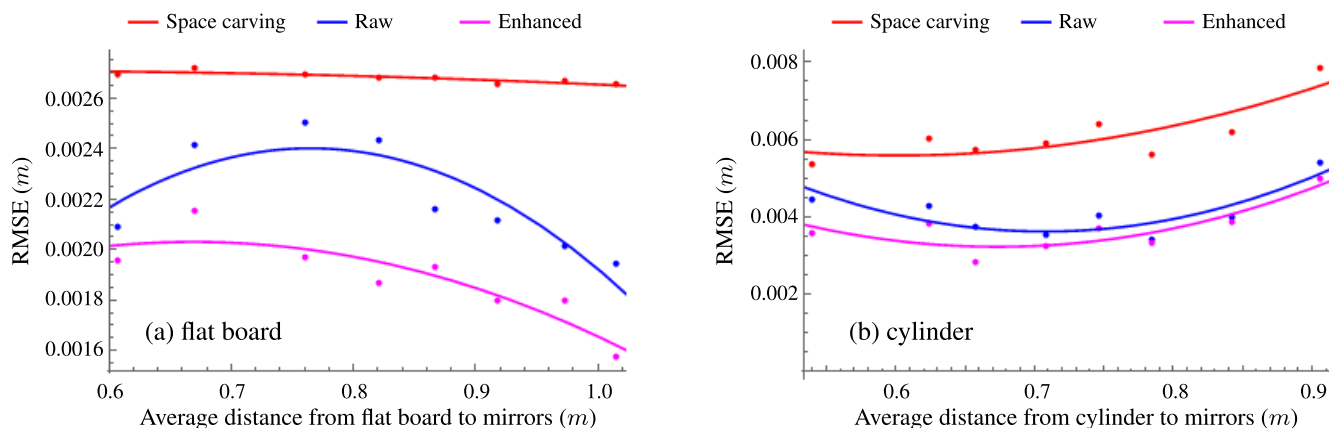 Space carving Raw Enhanced
RMSE (m)
0.0026
0.0024
0.0022
0.0020
0.0018
0.0016
(a) flat board
0.6 0.7 0.8 0.9 1.0
Average distance from flat board to mirrors (m)
Space carving Raw Enhanced
RMSE (m)
0.008
0.006
0.004
0.002
(b) cylinder
0.6 0.7 0.8 0.9
Average distance from cylinder to mirrors (m)